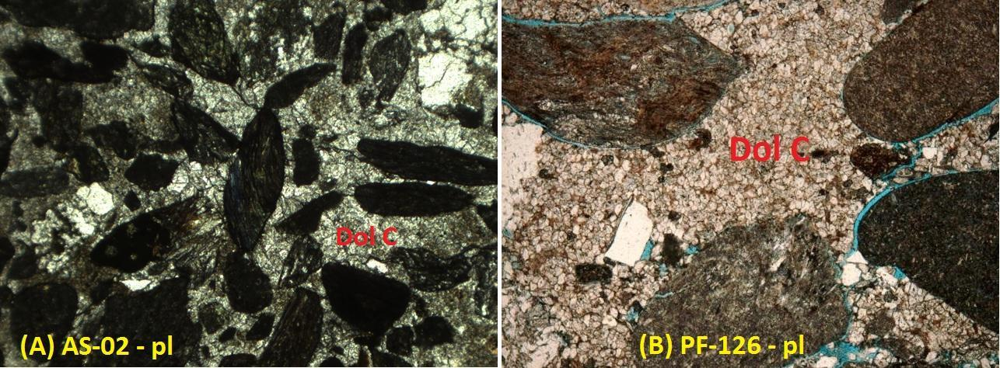 Dol C
(A) AS-02 - pl
Dol C
(B) PF-126 - pl